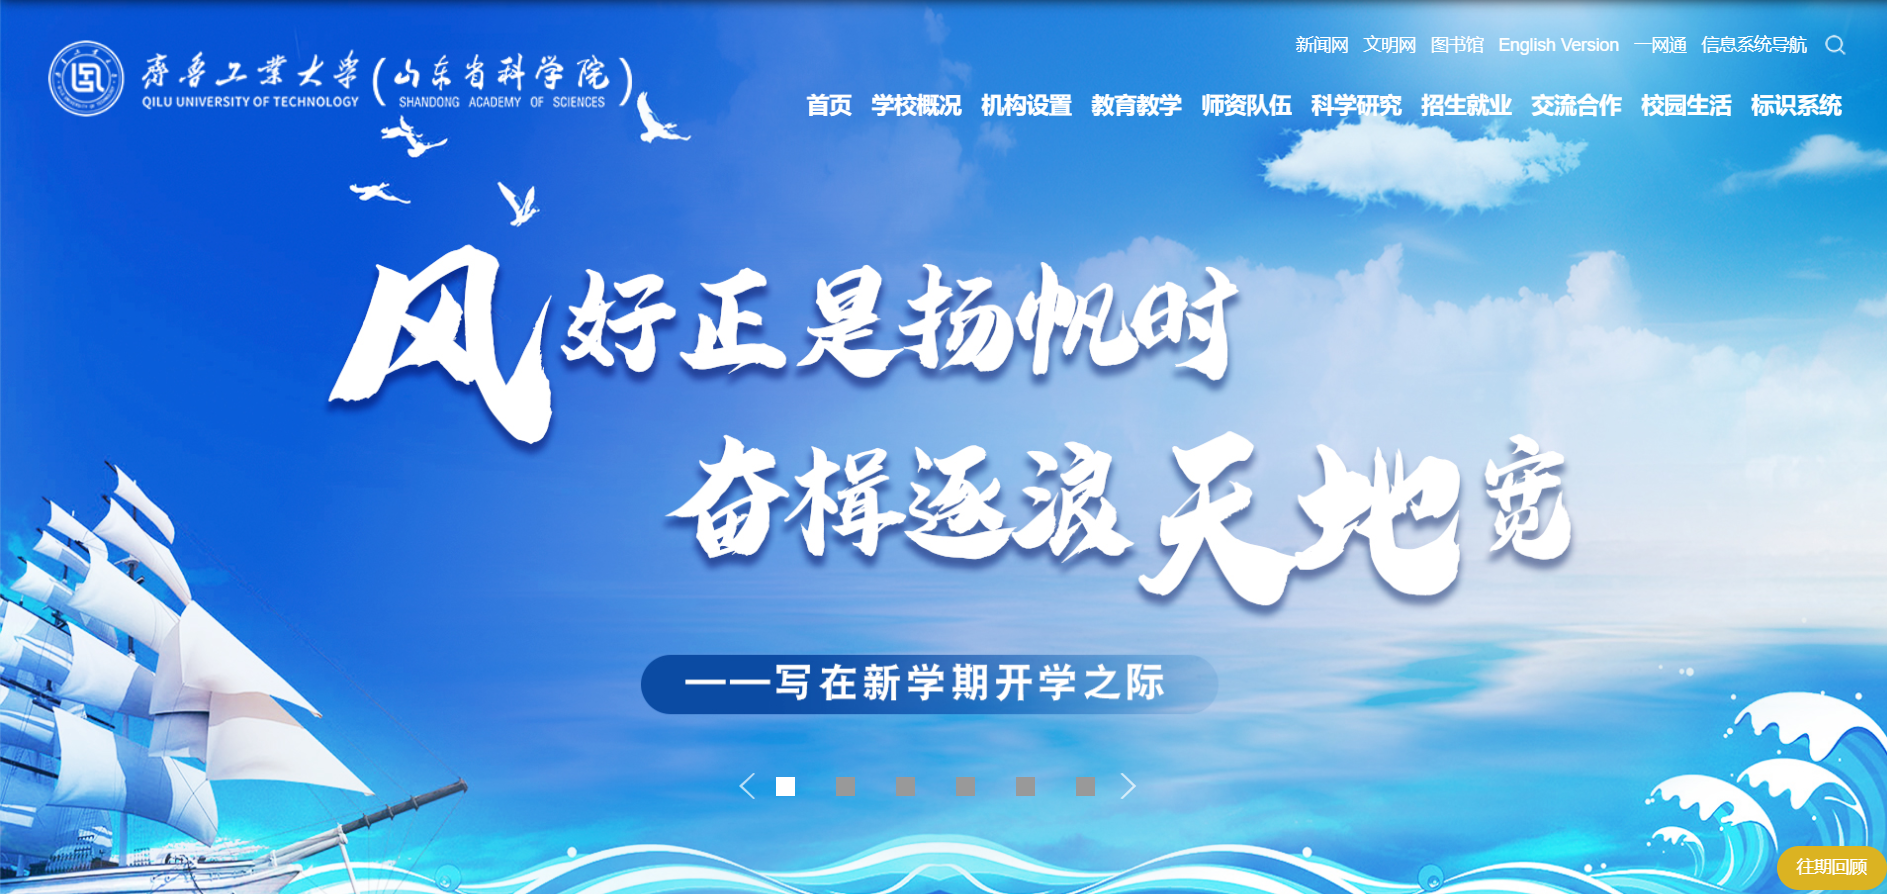 新闻网 文明网 图书馆 English Version 一网通 信息系统导航
齐鲁工业大学(山东省科学院)
QILU UNIVERSITY OF TECHNOLOGY SHANDONG ACADEMY OF SCIENCES
首页 学校概况 机构设置 教育教学 师资队伍 科学研究 招生就业 交流合作 校园生活 标识系统
风好正是扬帆时
奋楫逐浪天地宽
——写在新学期开学之际
往期回顾